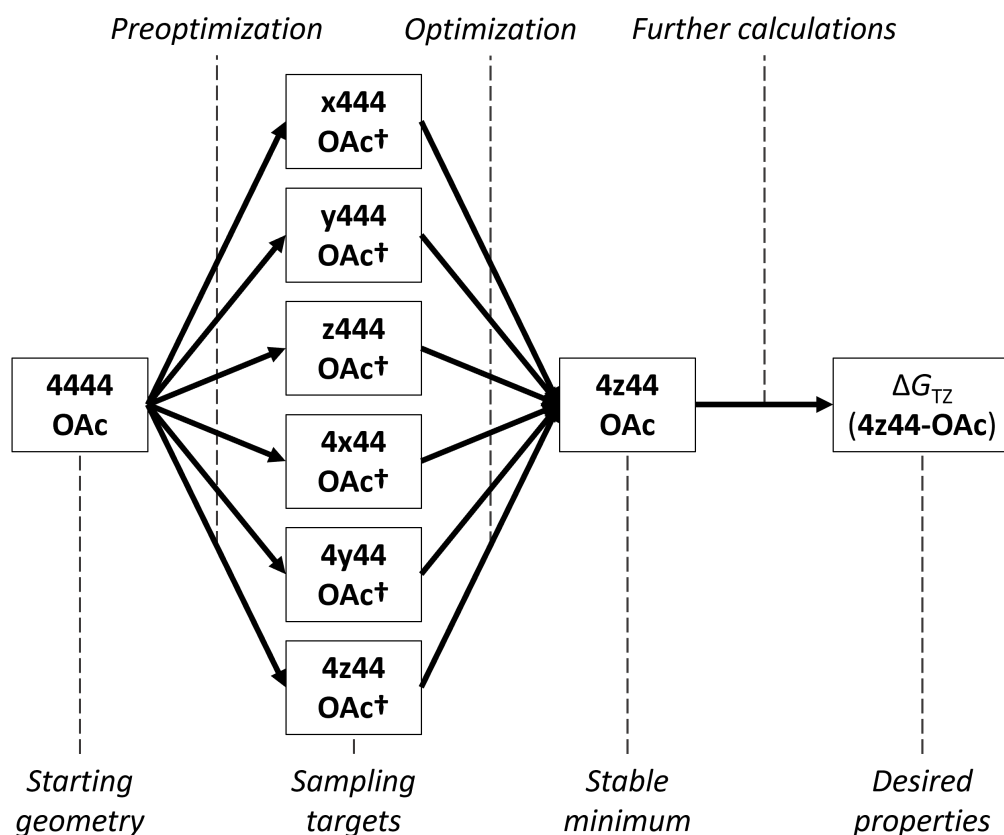 Preoptimization
Optimization
Further calculations
x444
OAc†
y444
OAc†
z444
OAc†
4444
OAc
4x44
OAc†
4y44
OAc†
4z44
OAc†
4z44
OAc
ΔG_TZ
(4z44-OAc)
Starting
geometry
Sampling
targets
Stable
minimum
Desired
properties